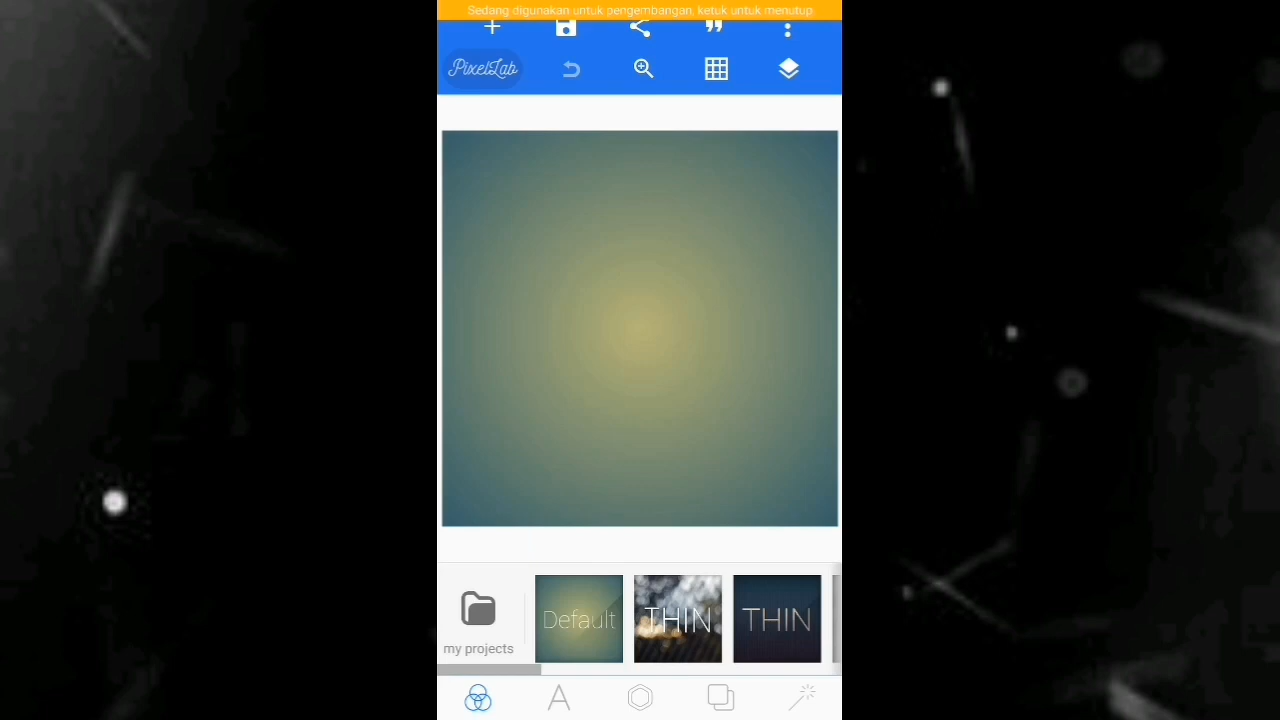 Sedang digunakan untuk pengembangan, ketuk untuk menutup
PixelLab
Default
THIN
THIN
my projects